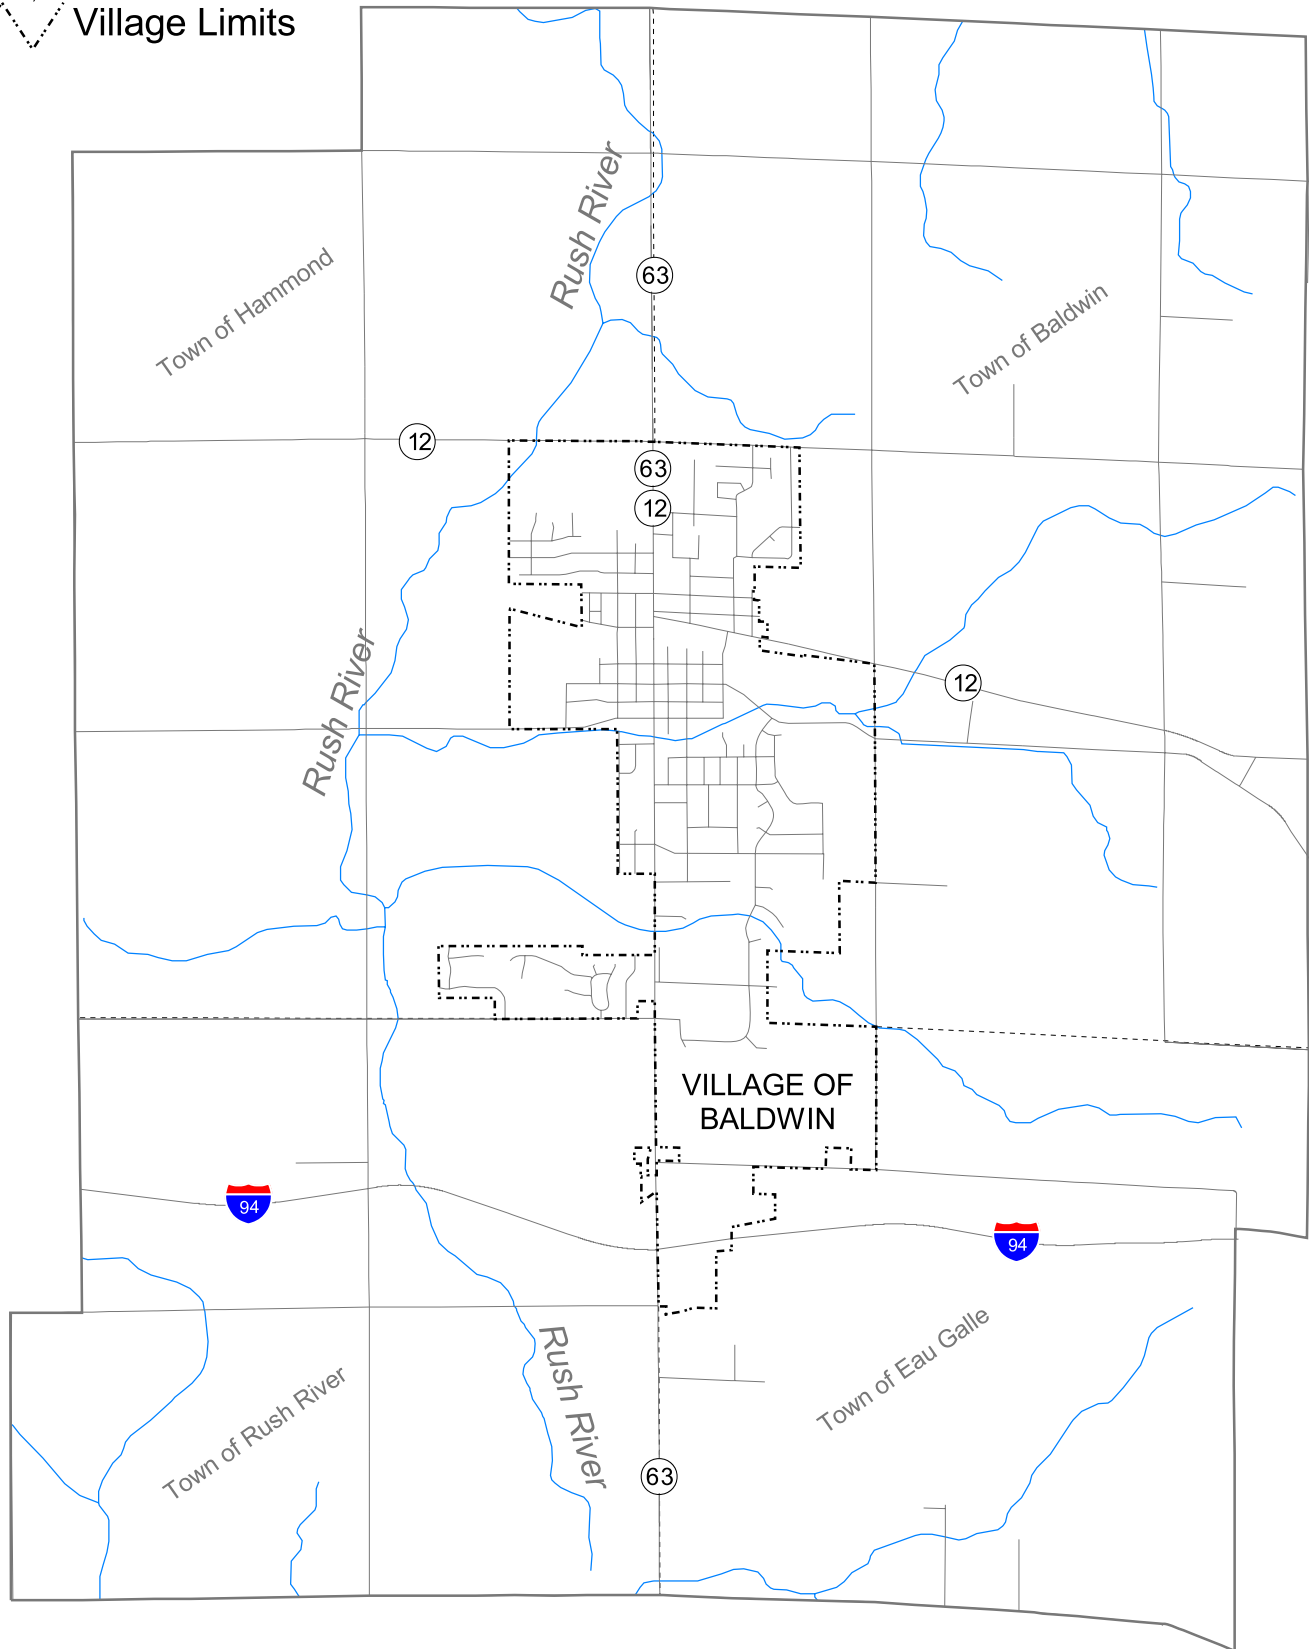 Village Limits
Rush River
Town of Hammond
63
Town of Baldwin
12
63
12
Rush River
12
VILLAGE OF
BALDWIN
94
94
Rush River
Town of Eau Galle
Town of Rush River
63